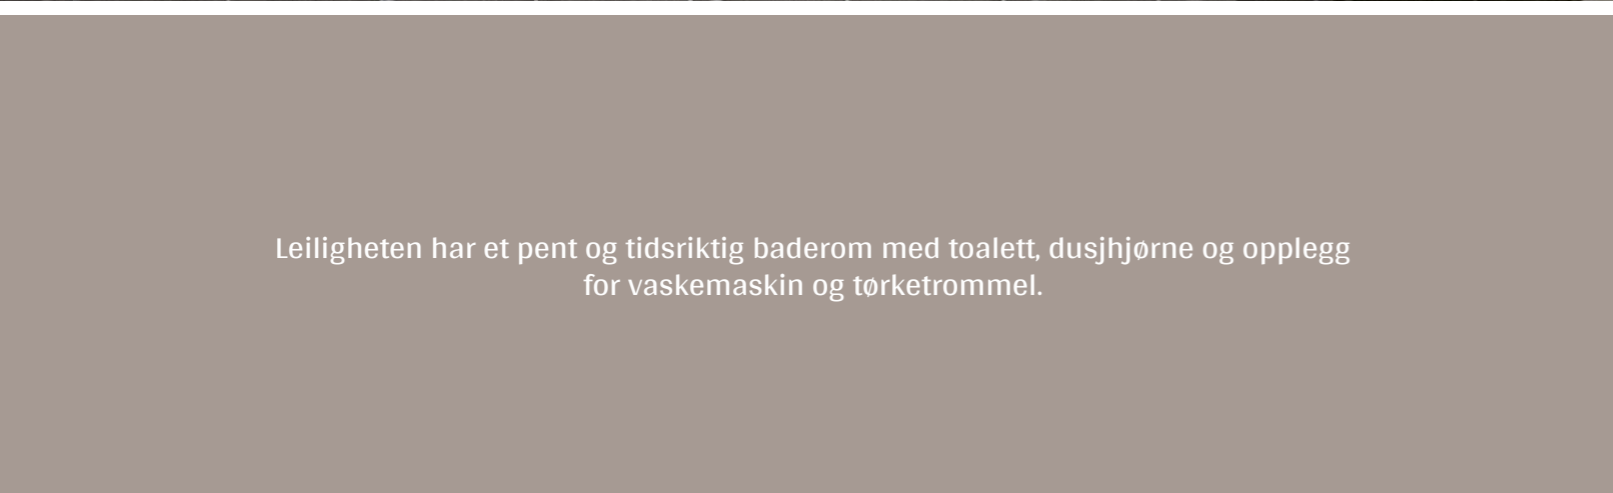 Leiligheten har et pent og tidsriktig baderom med toalett, dusjhjørne og opplegg
for vaskemaskin og tørketrommel.